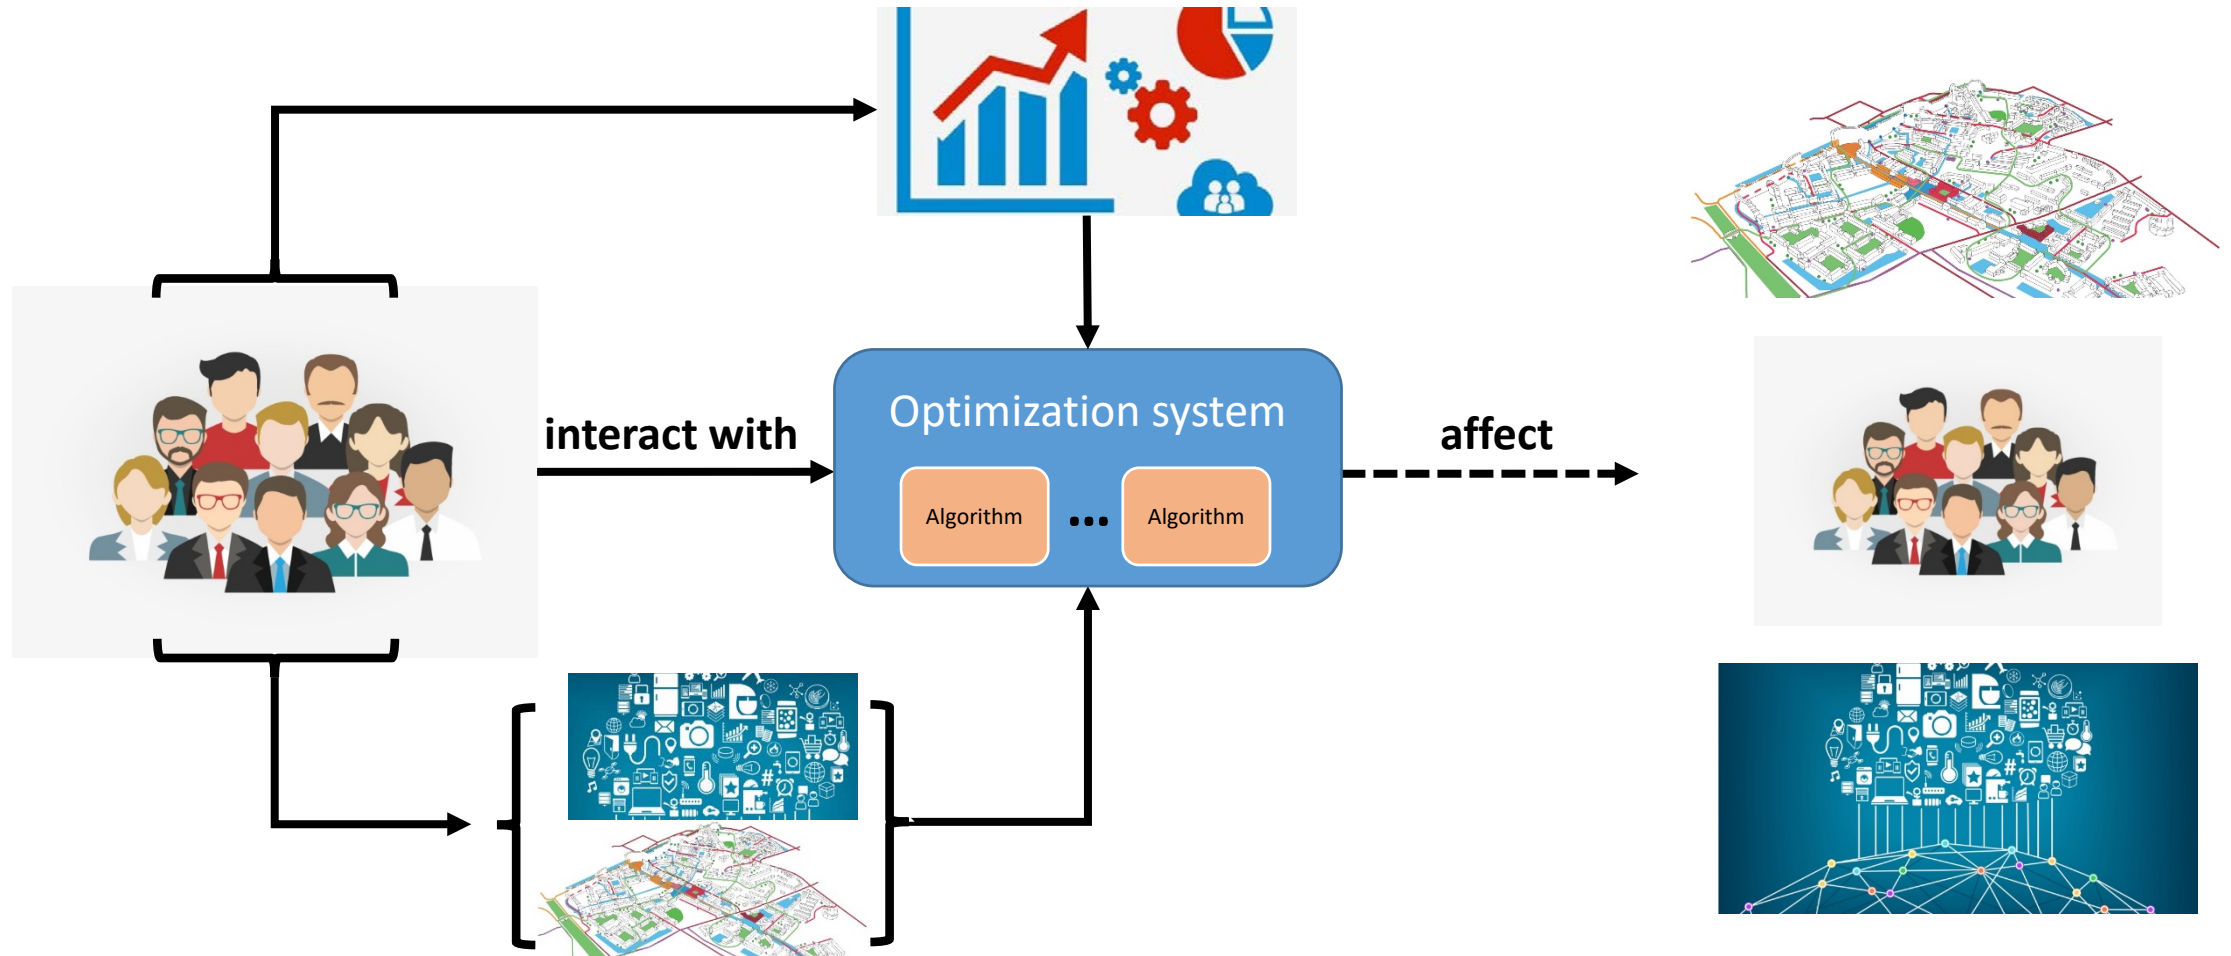 interact with
Optimization system
Algorithm ... Algorithm
affect